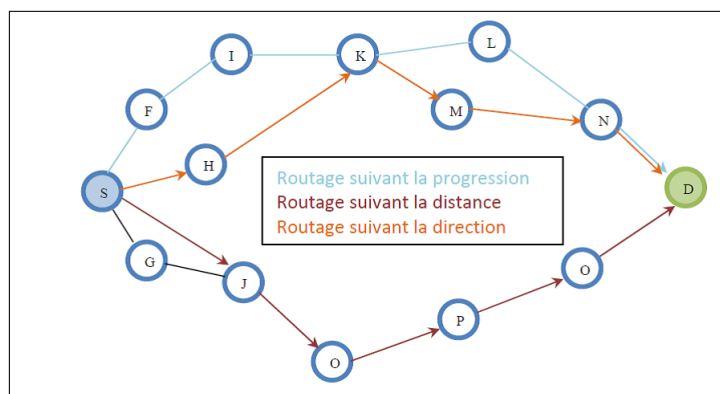 L
I
K
F
M
N
H
Routage suivant la progression
Routage suivant la distance
Routage suivant la direction
S
D
G
J
O
P
O